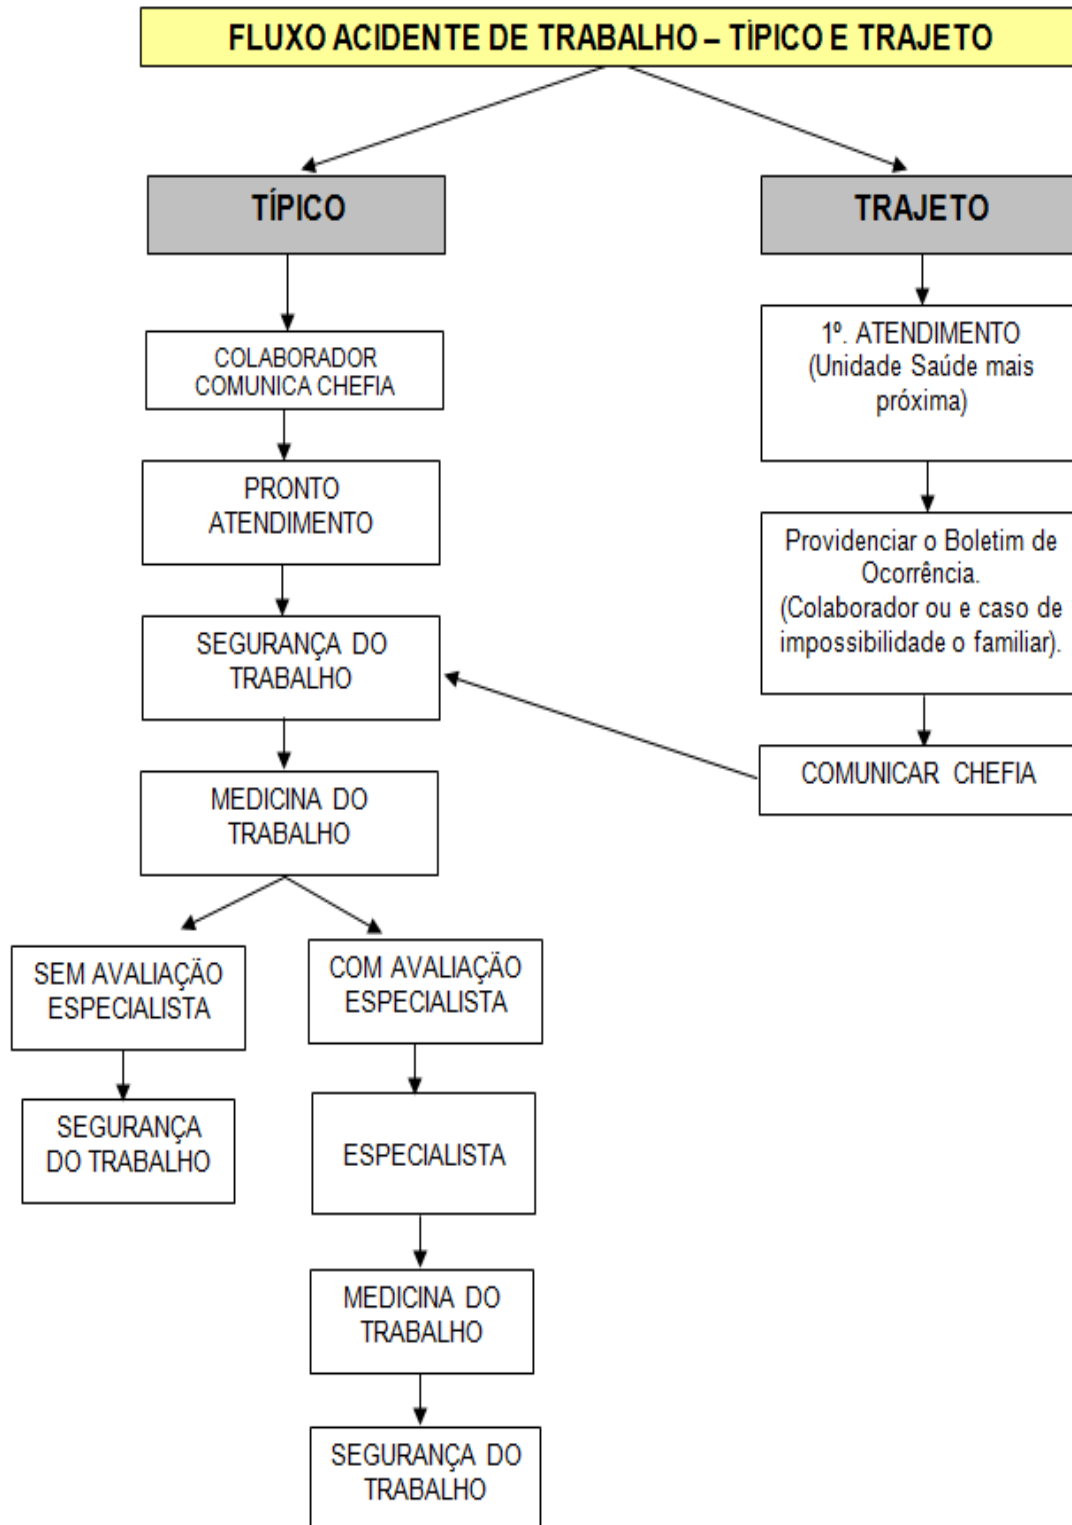 FLUXO ACIDENTE DE TRABALHO – TÍPICO E TRAJETO
TÍPICO
COLABORADOR
COMUNICA CHEFIA
PRONTO
ATENDIMENTO
SEGURANÇA DO
TRABALHO
MEDICINA DO
TRABALHO
SEM AVALIAÇÃO
ESPECIALISTA
SEGURANÇA
DO TRABALHO
COM AVALIAÇÃO
ESPECIALISTA
ESPECIALISTA
MEDICINA DO
TRABALHO
SEGURANÇA DO
TRABALHO
TRAJETO
1º. ATENDIMENTO
(Unidade Saúde mais
próxima)
Providenciar o Boletim de
Ocorrência.
(Colaborador ou e caso de
impossibilidade o familiar).
COMUNICAR CHEFIA